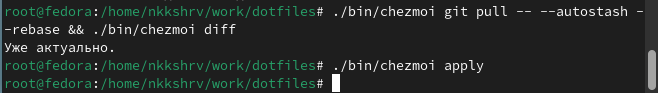 root@fedora:/home/nkkshrv/work/dotfiles# ./bin/chezmoi git pull -- --autostash -
-rebase && ./bin/chezmoi diff
Уже актуально.
root@fedora:/home/nkkshrv/work/dotfiles# ./bin/chezmoi apply
root@fedora:/home/nkkshrv/work/dotfiles#